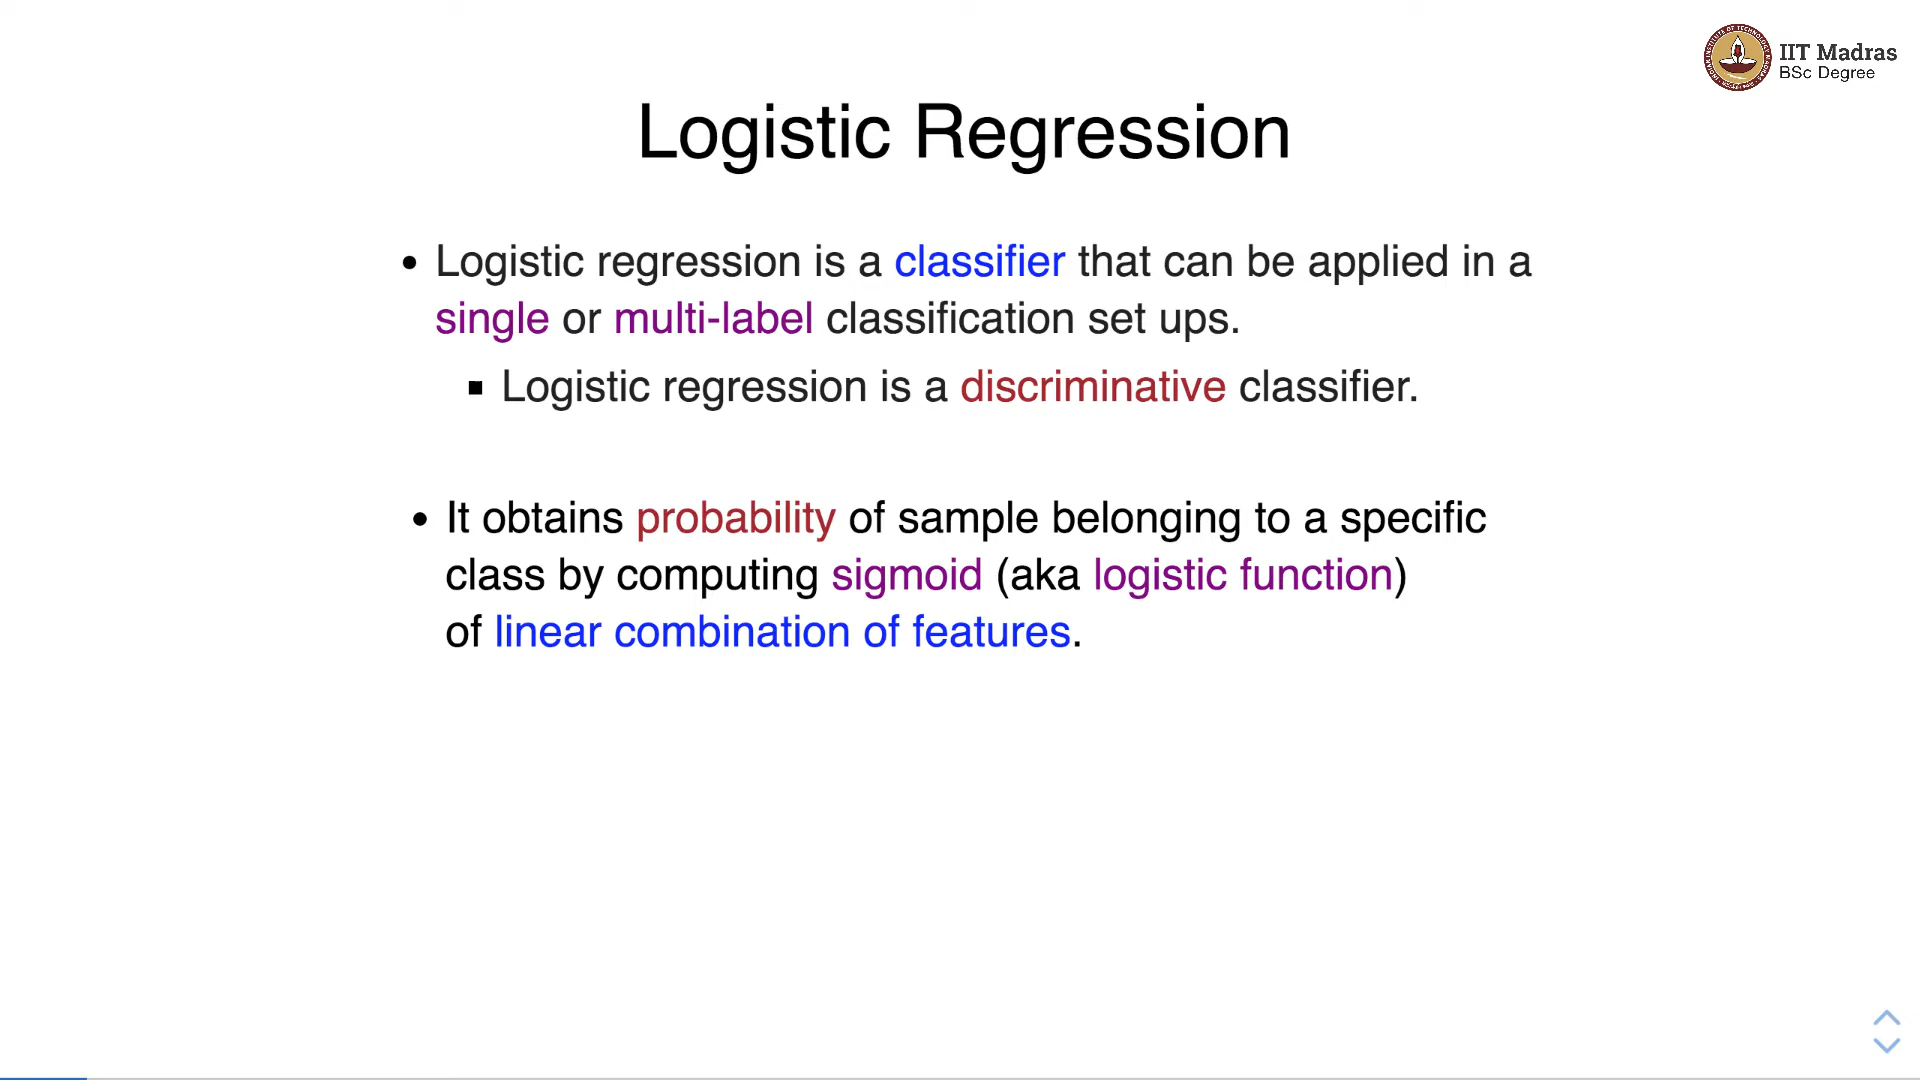 IIT Madras
BSc Degree
Logistic Regression
• Logistic regression is a classifier that can be applied in a
single or multi-label classification set ups.
▪ Logistic regression is a discriminative classifier.
• It obtains probability of sample belonging to a specific
class by computing sigmoid (aka logistic function)
of linear combination of features.